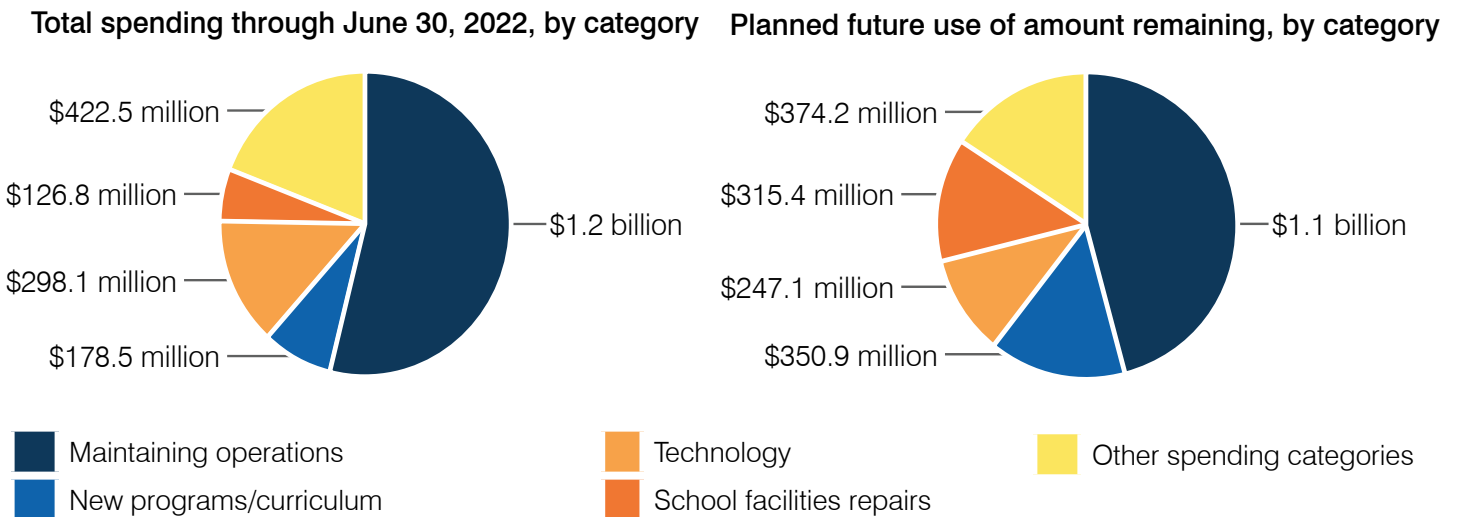 Total spending through June 30, 2022, by category
$422.5 million
$126.8 million
$298.1 million
$178.5 million
$1.2 billion
Planned future use of amount remaining, by category
$374.2 million
$315.4 million
$247.1 million
$350.9 million
$1.1 billion
Maintaining operations
New programs/curriculum
Technology
School facilities repairs
Other spending categories